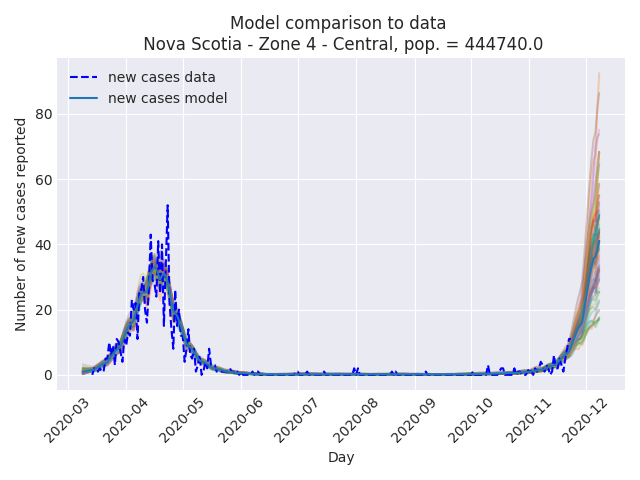 Model comparison to data
Nova Scotia - Zone 4 - Central, pop. = 444740.0
new cases data
new cases model
Number of new cases reported
80
60
40
20
0
2020-03
2020-04
2020-05
2020-06
2020-07
2020-08
2020-09
2020-10
2020-11
2020-12
Day